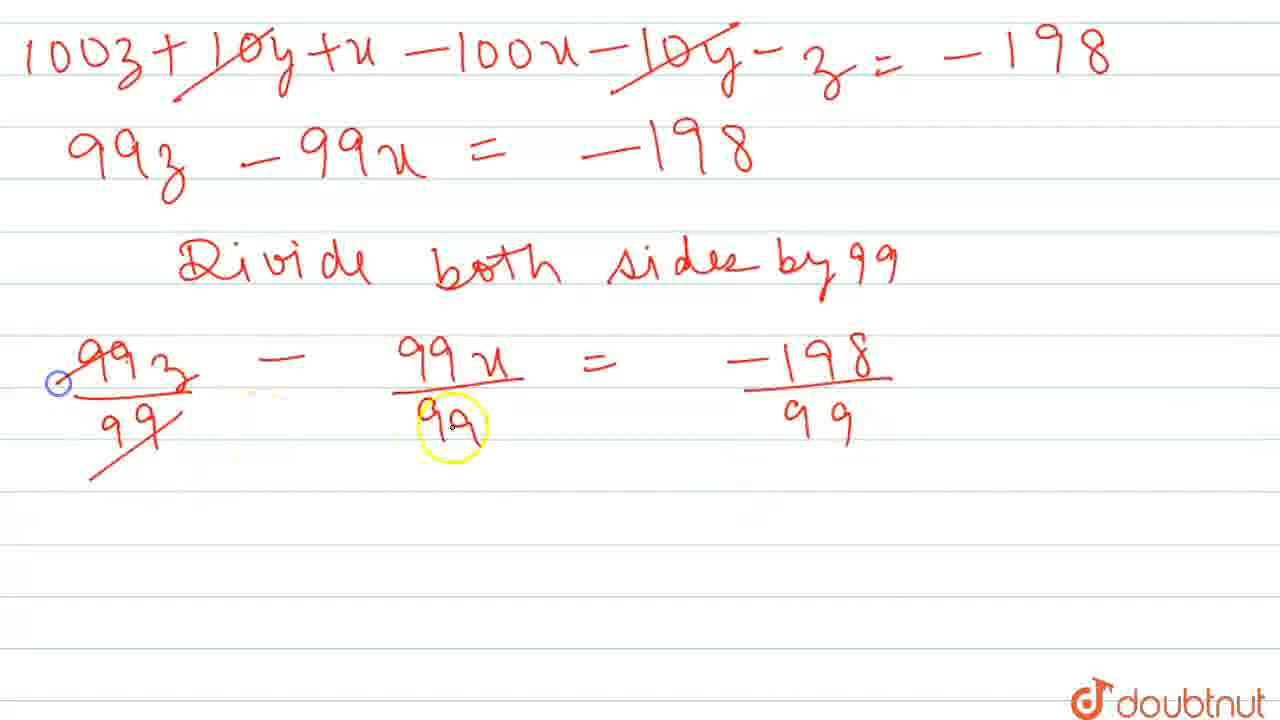 100z + 10y + x - 100x - 10y - z = -198
99z - 99x = -198
Divide both sides by 99
99z/99 - 99x/99 = -198/99
doubtnut